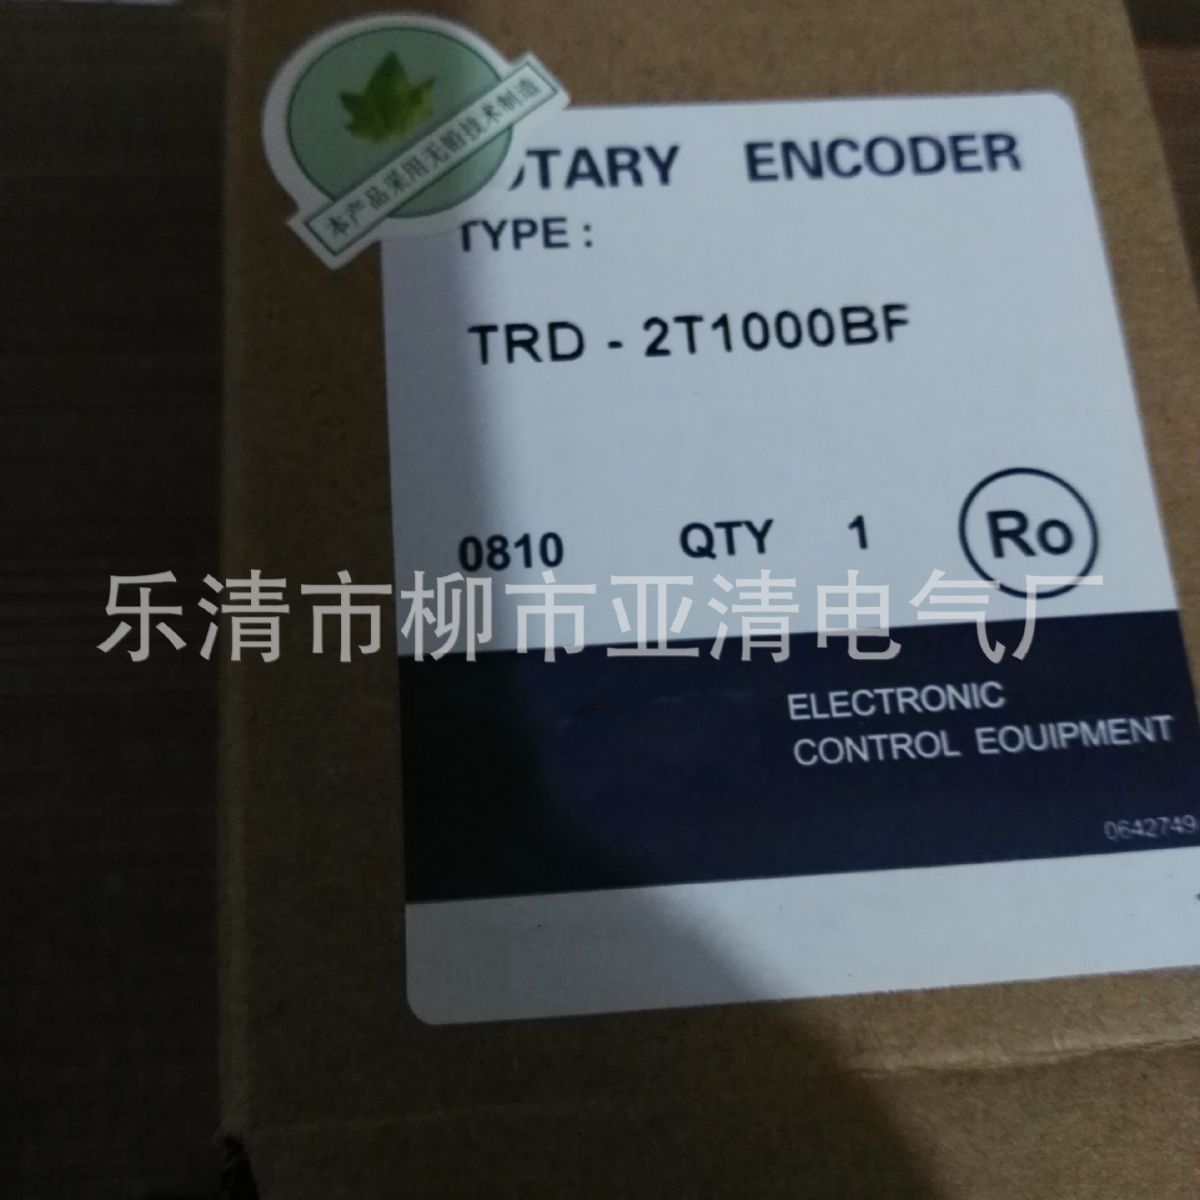 本产品采用无铅技术制造
OTARY ENCODER
TYPE :
TRD - 2T1000BF
0810 QTY 1 Ro
乐清市柳市亚清电气厂
ELECTRONIC
CONTROL EOUIPMENT
0642749